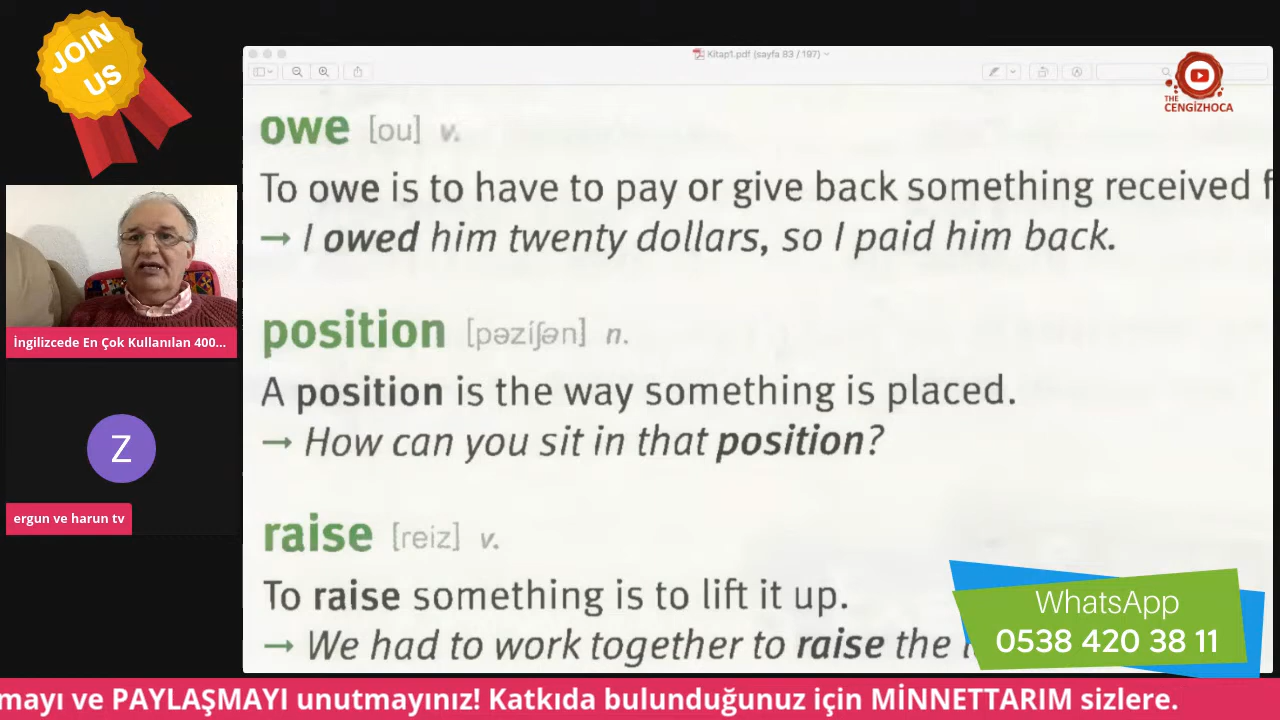 JOIN
US
Kitap1.pdf (sayfa 83 / 197)
THE
CENGİZHOCA
owe [ou] v.
To owe is to have to pay or give back something received f
→ I owed him twenty dollars, so I paid him back.
position [pəzíʃən] n.
A position is the way something is placed.
→ How can you sit in that position?
raise [reiz] v.
To raise something is to lift it up.
→ We had to work together to raise the
İngilizcede En Çok Kullanılan 400...
Z
ergun ve harun tv
WhatsApp
0538 420 38 11
mayı ve PAYLAŞMAYI unutmayınız! Katkıda bulunduğunuz için MİNNETTARIM sizlere.